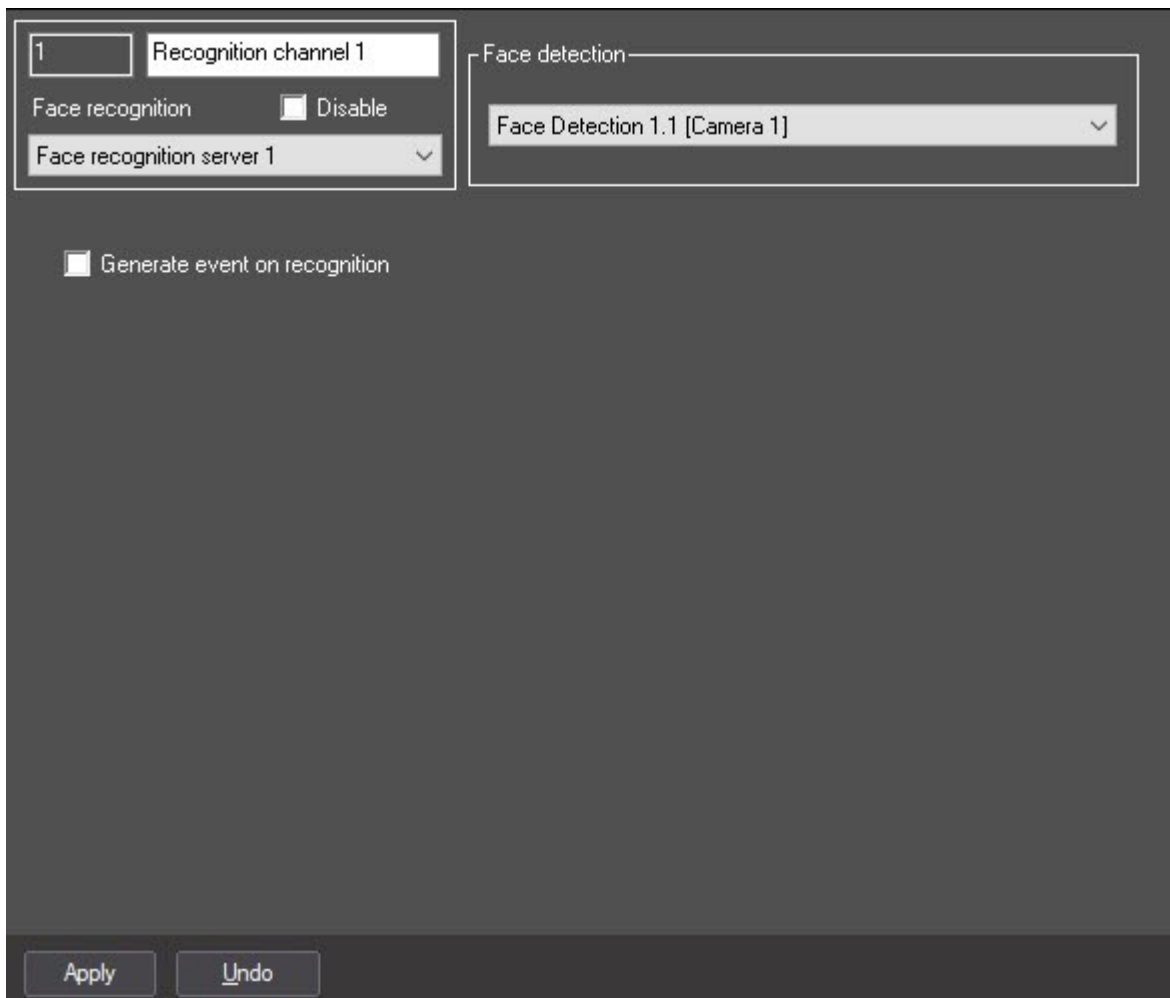 1
Recognition channel 1
Face recognition
Disable
Face recognition server 1
Face detection
Face Detection 1.1 [Camera 1]
Generate event on recognition
Apply
Undo